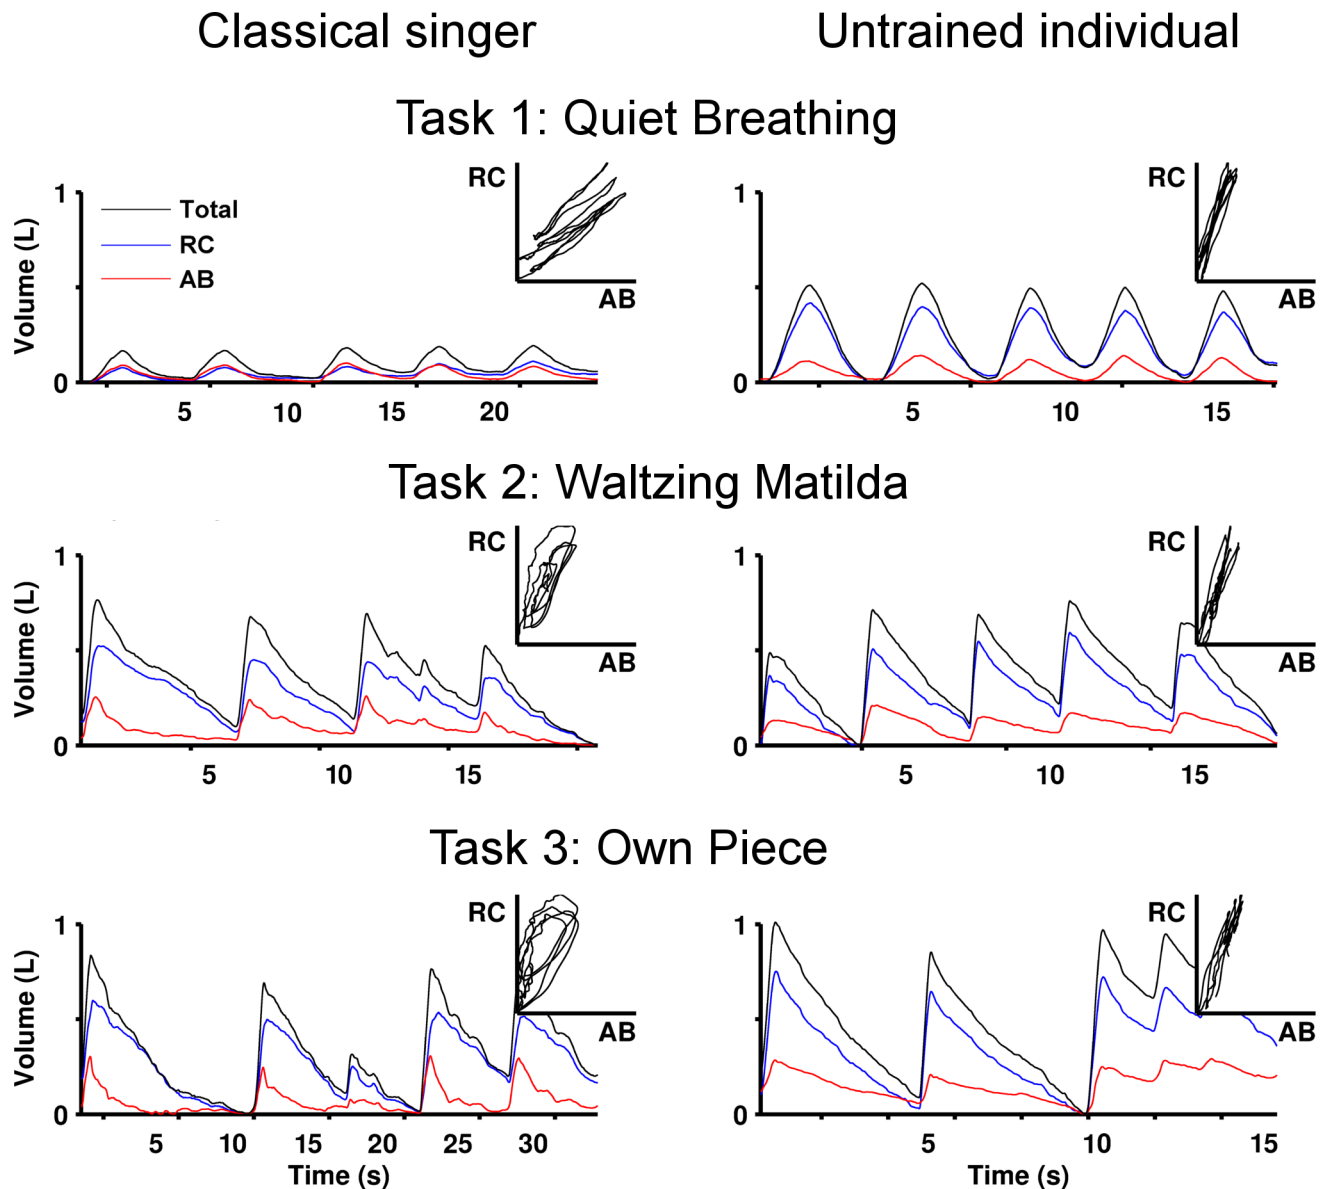 Classical singer Untrained individual
Task 1: Quiet Breathing
RC RC
1 Total 1
RC
AB
Volume (L)
AB AB
0 0
5 10 15 20 5 10 15
Task 2: Waltzing Matilda
RC RC
1 1
Volume (L)
AB AB
0 0
5 10 15 5 10 15
Task 3: Own Piece
RC RC
1 1
Volume (L)
AB AB
0 0
5 10 15 20 25 30 5 10 15
Time (s) Time (s)